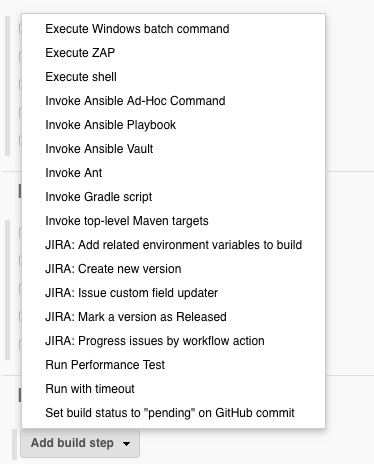 Execute Windows batch command
Execute ZAP
Execute shell
Invoke Ansible Ad-Hoc Command
Invoke Ansible Playbook
Invoke Ansible Vault
Invoke Ant
Invoke Gradle script
Invoke top-level Maven targets
JIRA: Add related environment variables to build
JIRA: Create new version
JIRA: Issue custom field updater
JIRA: Mark a version as Released
JIRA: Progress issues by workflow action
Run Performance Test
Run with timeout
Set build status to "pending" on GitHub commit
Add build step